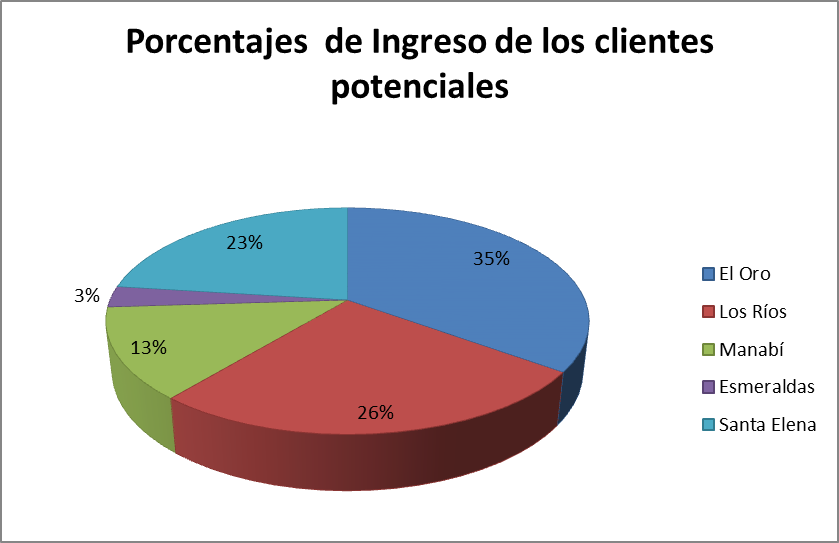 Porcentajes  de Ingreso de los clientes
potenciales
23%
35%
3%
13%
26%
El Oro
Los Ríos
Manabí
Esmeraldas
Santa Elena